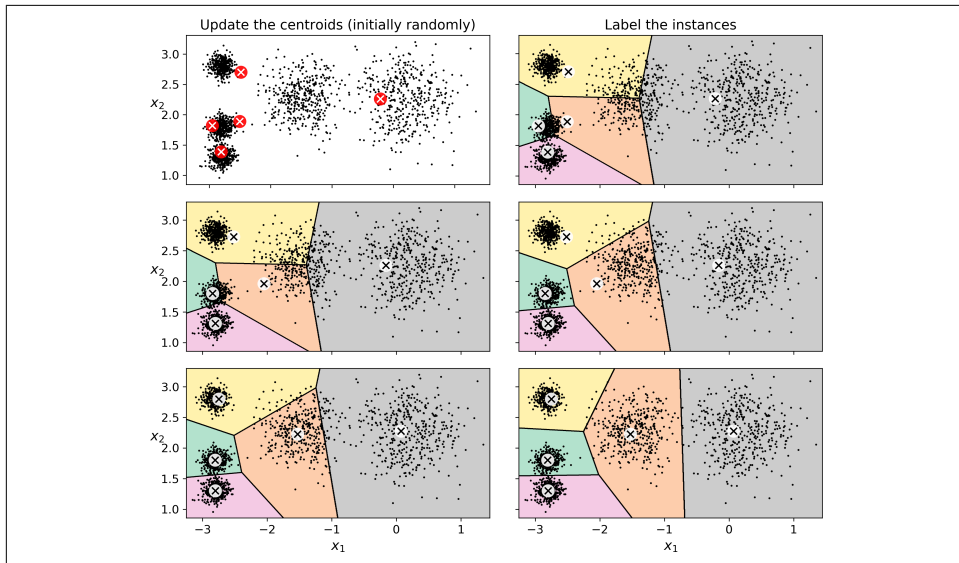 Update the centroids (initially randomly)
Label the instances
3.0
2.5
x₂
2.0
1.5
1.0
3.0
2.5
x₂
2.0
1.5
1.0
3.0
2.5
x₂
2.0
1.5
1.0
−3 −2 −1 0 1
−3 −2 −1 0 1
x₁
x₁